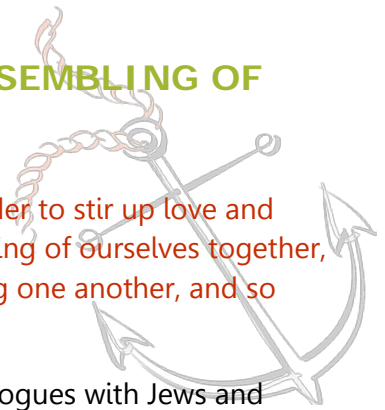 SEMBLING OF
der to stir up love and
ing of ourselves together,
g one another, and so
ogues with Jews and